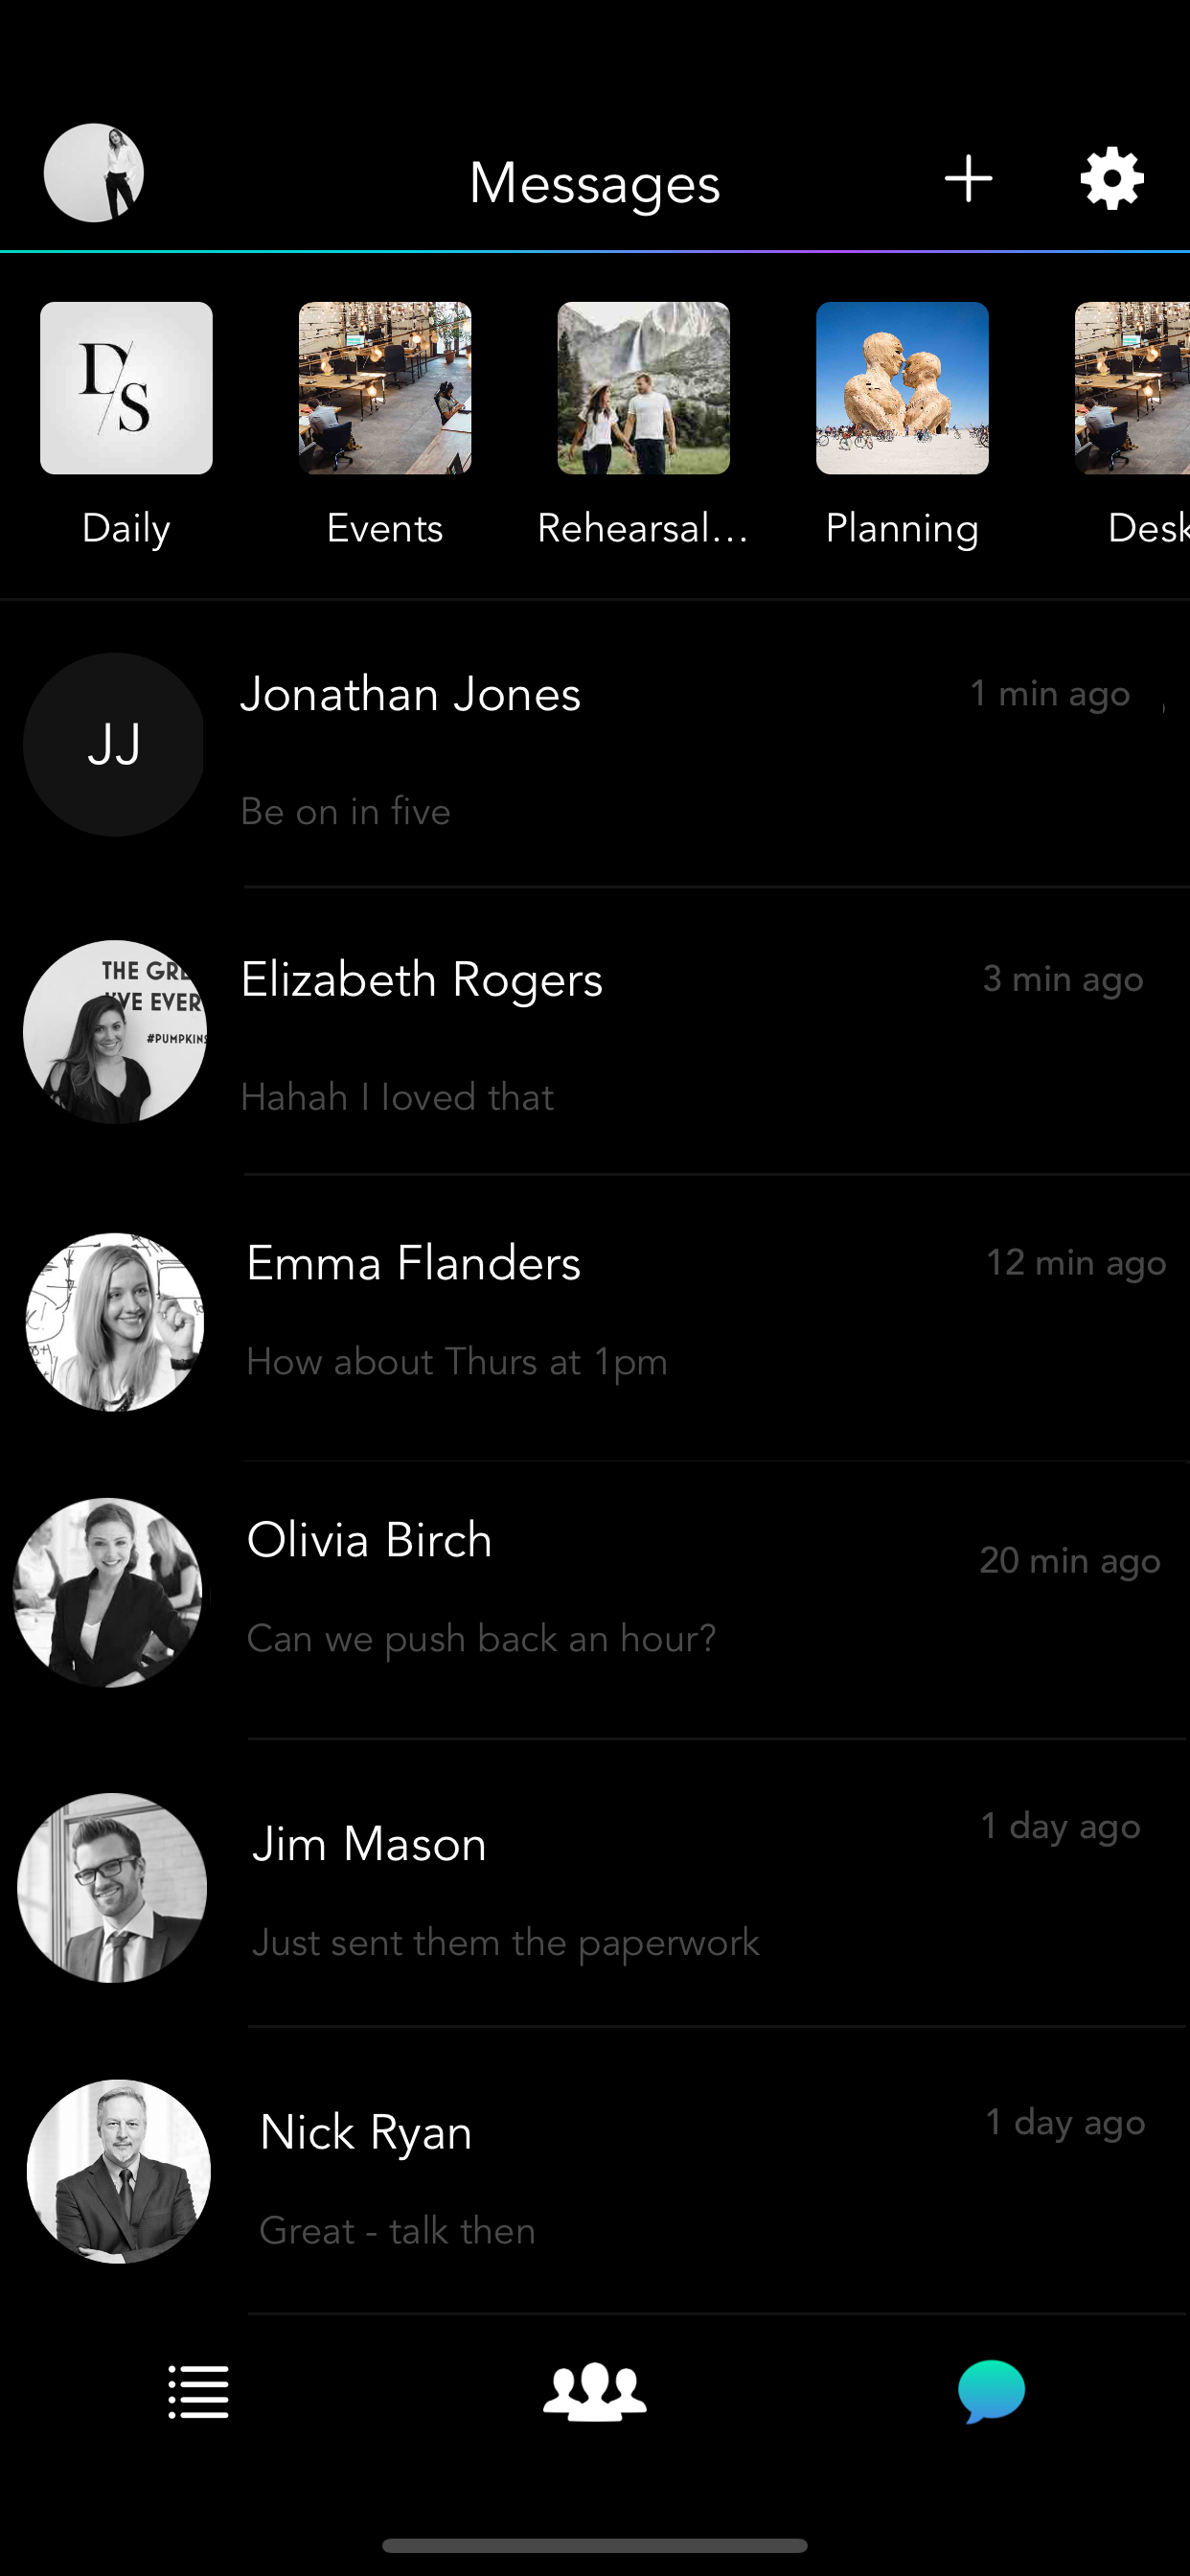 Messages
D/S
Daily
Events
Rehearsal...
Planning
Desk
JJ
Jonathan Jones
1 min ago
Be on in five
THE GRE
I'VE EVER
#PUMPKINS
Elizabeth Rogers
3 min ago
Hahah I loved that
Emma Flanders
12 min ago
How about Thurs at 1pm
Olivia Birch
20 min ago
Can we push back an hour?
Jim Mason
1 day ago
Just sent them the paperwork
Nick Ryan
1 day ago
Great - talk then